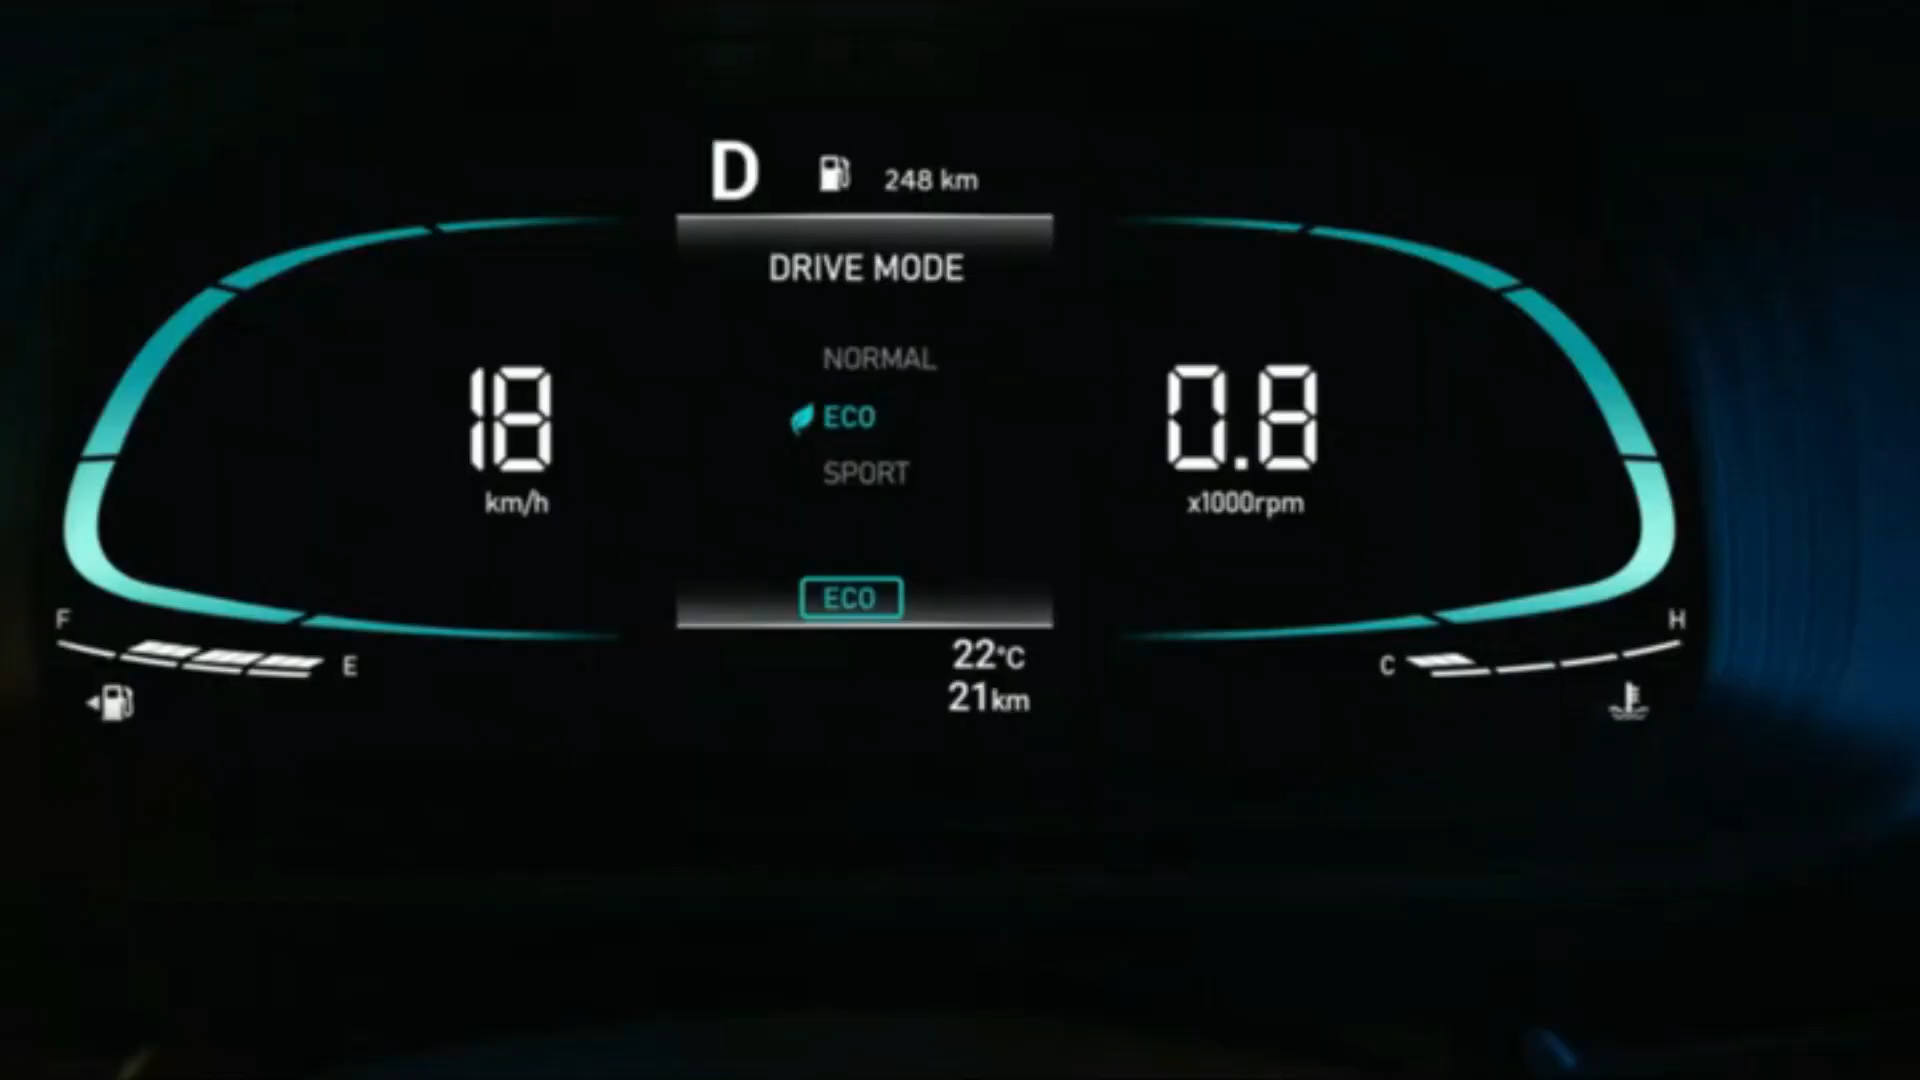 D 248 km
DRIVE MODE
NORMAL
ECO
SPORT
18
km/h
0.8
x1000rpm
ECO
F
E
C
H
22°C
21km